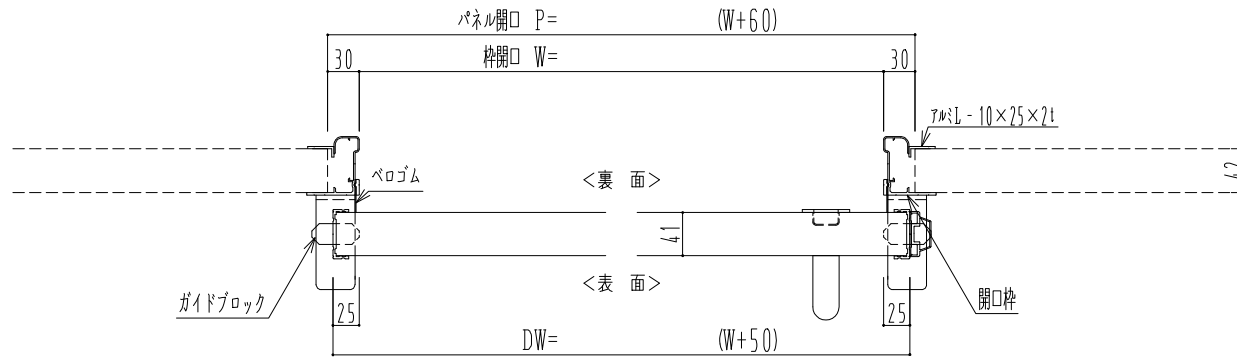 パネル開口 P= (W+60)
30 枠開口 W= 30
アルミL-10×25×2t
ベロゴム
<裏 面>
42
41
<表 面>
ガイドブロック
開口枠
25 25
DW= (W+50)